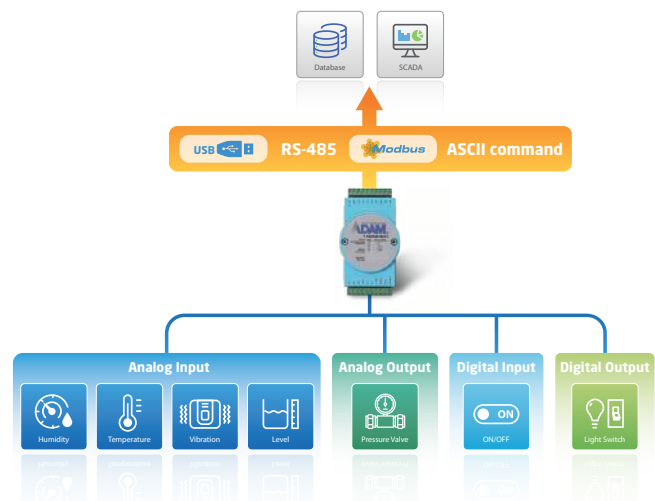 Database
SCADA
USB RS-485 Modbus ASCII command
ADAM
Analog Input
Analog Output
Digital Input
Digital Output
Humidity
Temperature
Vibration
Level
Pressure Valve
ON
ON/OFF
Light Switch